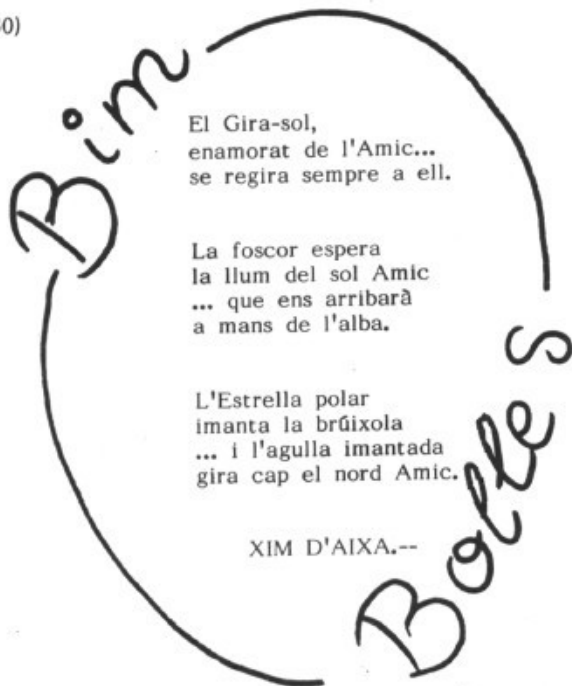 0)
Bim
El Gira-sol,
enamorat de l'Amic...
se regira sempre a ell.
La foscor espera
la llum del sol Amic
... que ens arribarà
a mans de l'alba.
L'Estrella polar
imanta la brúixola
... i l'agulla imantada
gira cap el nord Amic.
XIM D'AIXA.--
Bolles